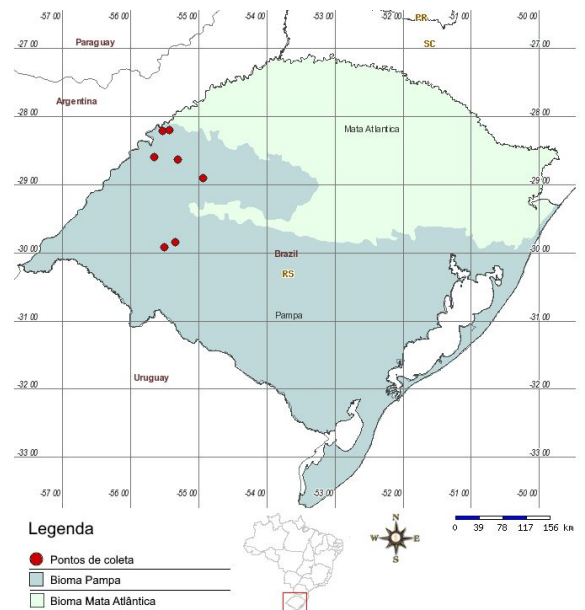 -57 00 -56 00 -55 00 -54 00 -53 00 -52 00 -51 00 -50 00
PR
SC
Paraguay
-27 00 -27 00
Argentina
-28 00 -28 00
Mata Atlantica
-29 00 -29 00
-30 00 -30 00
Brazil
RS
-31 00 -31 00
Pampa
Uruguay
-32 00 -32 00
-33 00 -33 00
-57 00 -56 00 -55 00 -54 00 -53 00 -52 00 -51 00 -50 00
Legenda
Pontos de coleta
Bioma Pampa
Bioma Mata Atlântica
N
W E
S
0 39 78 117 156 km